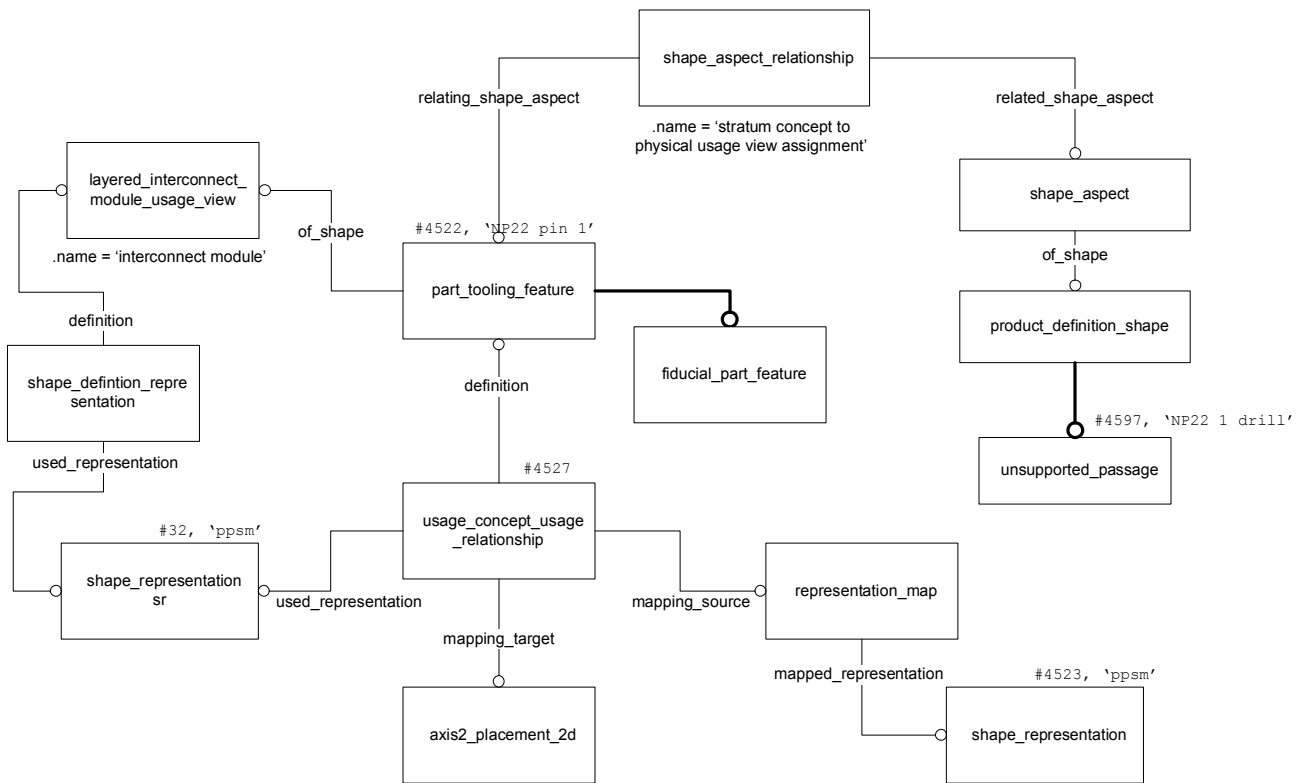 shape_aspect_relationship
relating_shape_aspect
related_shape_aspect
.name = ‘stratum concept to
physical usage view assignment’
layered_interconnect_
module_usage_view
shape_aspect
of_shape
#4522, ‘NP22 pin 1’
.name = ‘interconnect module’
of_shape
part_tooling_feature
product_definition_shape
definition
fiducial_part_feature
shape_defintion_repre
sentation
definition
#4597, ‘NP22 1 drill’
used_representation
unsupported_passage
#4527
usage_concept_usage
_relationship
#32, ‘ppsm’
shape_representation
sr
used_representation
mapping_source
representation_map
mapping_target
mapped_representation
#4523, ‘ppsm’
axis2_placement_2d
shape_representation